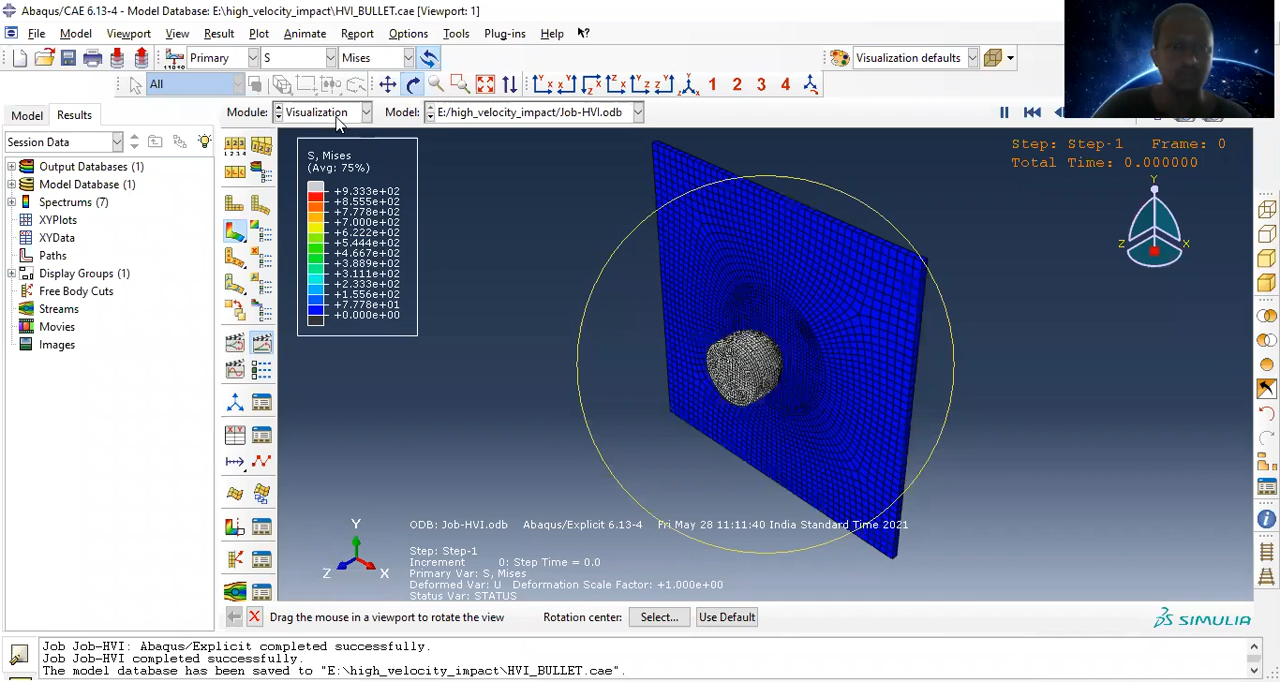 Abaqus/CAE 6.13-4 - Model Database: E:\high_velocity_impact\HVI_BULLET.cae [Viewport: 1]
File Model Viewport View Result Plot Animate Report Options Tools Plug-ins Help
Primary S Mises Visualization defaults
All
1 2 3 4
Model Results Module: Visualization Model: E:/high_velocity_impact/Job-HVI.odb
Session Data
Output Databases (1)
Model Database (1)
Spectrums (7)
XYPlots
XYData
Paths
Display Groups (1)
Free Body Cuts
Streams
Movies
Images
S, Mises
(Avg: 75%)
+9.333e+02
+8.555e+02
+7.778e+02
+7.000e+02
+6.222e+02
+5.444e+02
+4.667e+02
+3.889e+02
+3.111e+02
+2.333e+02
+1.556e+02
+7.778e+01
+0.000e+00
Step: Step-1 Frame: 0
Total Time: 0.000000
Y
Z X
Y
Z X
ODB: Job-HVI.odb Abaqus/Explicit 6.13-4 Fri May 28 11:11:40 India Standard Time 2021
Step: Step-1
Increment 0: Step Time = 0.0
Primary Var: S, Mises
Deformed Var: U Deformation Scale Factor: +1.000e+00
Status Var: STATUS
Drag the mouse in a viewport to rotate the view Rotation center: Select... Use Default
SIMULIA
Job Job-HVI: Abaqus/Explicit completed successfully.
Job Job-HVI completed successfully.
The model database has been saved to "E:\high_velocity_impact\HVI_BULLET.cae".